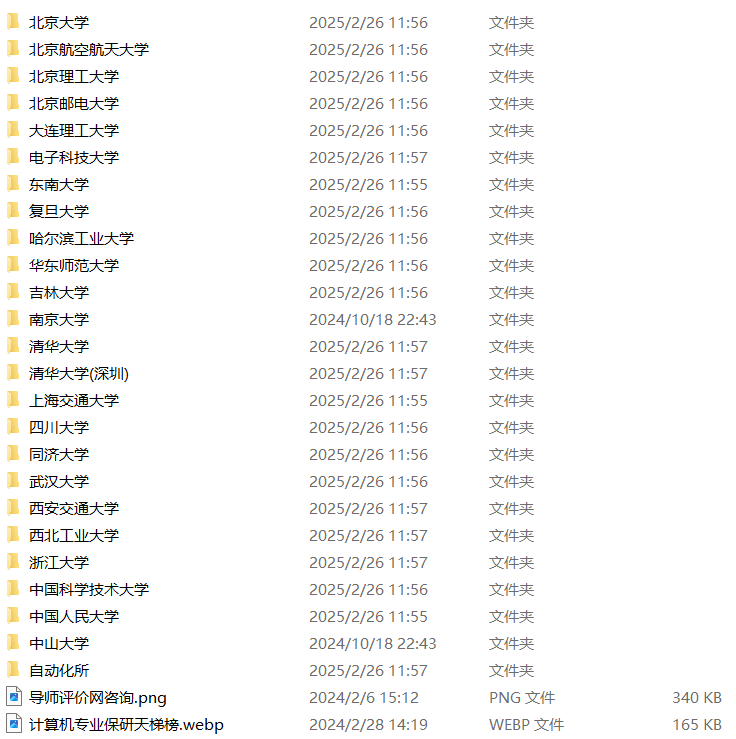 北京大学 2025/2/26 11:56 文件夹
北京航空航天大学 2025/2/26 11:56 文件夹
北京理工大学 2025/2/26 11:56 文件夹
北京邮电大学 2025/2/26 11:56 文件夹
大连理工大学 2025/2/26 11:56 文件夹
电子科技大学 2025/2/26 11:57 文件夹
东南大学 2025/2/26 11:55 文件夹
复旦大学 2025/2/26 11:56 文件夹
哈尔滨工业大学 2025/2/26 11:56 文件夹
华东师范大学 2025/2/26 11:56 文件夹
吉林大学 2025/2/26 11:56 文件夹
南京大学 2024/10/18 22:43 文件夹
清华大学 2025/2/26 11:57 文件夹
清华大学(深圳) 2025/2/26 11:57 文件夹
上海交通大学 2025/2/26 11:55 文件夹
四川大学 2025/2/26 11:56 文件夹
同济大学 2025/2/26 11:56 文件夹
武汉大学 2025/2/26 11:56 文件夹
西安交通大学 2025/2/26 11:57 文件夹
西北工业大学 2025/2/26 11:57 文件夹
浙江大学 2025/2/26 11:57 文件夹
中国科学技术大学 2025/2/26 11:56 文件夹
中国人民大学 2025/2/26 11:55 文件夹
中山大学 2024/10/18 22:43 文件夹
自动化所 2025/2/26 11:57 文件夹
导师评价网咨询.png 2024/2/6 15:12 PNG 文件 340 KB
计算机专业保研天梯榜.webp 2024/2/28 14:19 WEBP 文件 165 KB